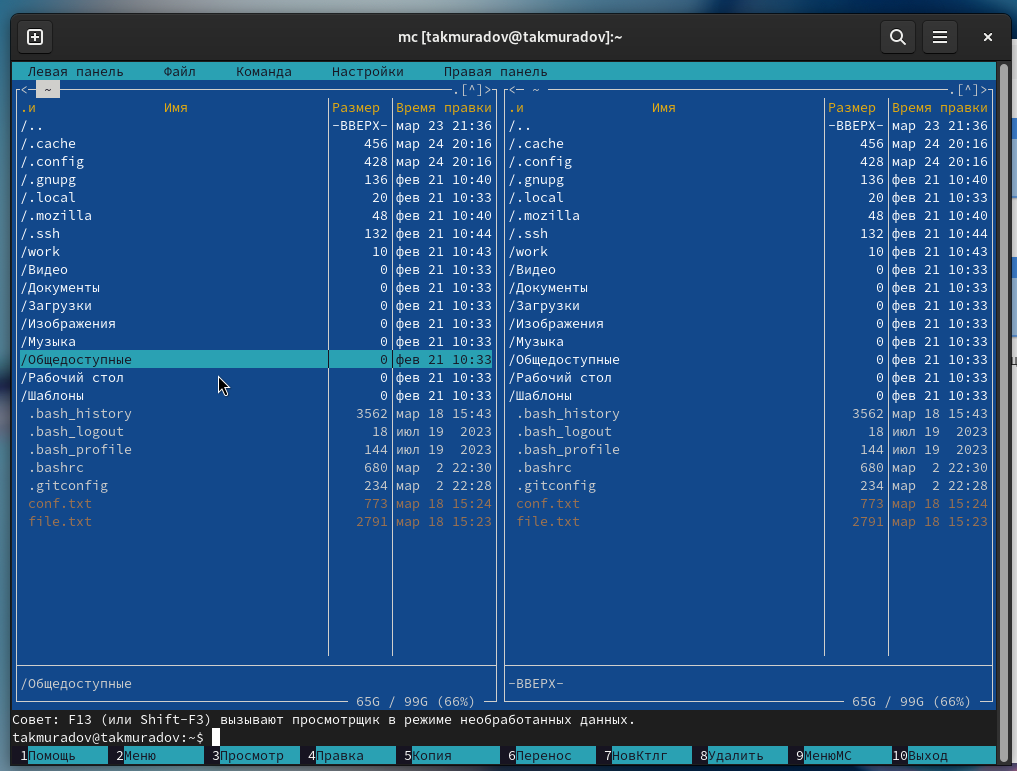 mc [takmuradov@takmuradov]:~
Левая панель Файл Команда Настройки Правая панель
<─ ~ .[^]> <─ ~ .[^]>
.и Имя Размер Время правки .и Имя Размер Время правки
/.. -ВВЕРХ- мар 23 21:36 /.. -ВВЕРХ- мар 23 21:36
/.cache 456 мар 24 20:16 /.cache 456 мар 24 20:16
/.config 428 мар 24 20:16 /.config 428 мар 24 20:16
/.gnupg 136 фев 21 10:40 /.gnupg 136 фев 21 10:40
/.local 20 фев 21 10:33 /.local 20 фев 21 10:33
/.mozilla 48 фев 21 10:40 /.mozilla 48 фев 21 10:40
/.ssh 132 фев 21 10:44 /.ssh 132 фев 21 10:44
/work 10 фев 21 10:43 /work 10 фев 21 10:43
/Видео 0 фев 21 10:33 /Видео 0 фев 21 10:33
/Документы 0 фев 21 10:33 /Документы 0 фев 21 10:33
/Загрузки 0 фев 21 10:33 /Загрузки 0 фев 21 10:33
/Изображения 0 фев 21 10:33 /Изображения 0 фев 21 10:33
/Музыка 0 фев 21 10:33 /Музыка 0 фев 21 10:33
/Общедоступные 0 фев 21 10:33 /Общедоступные 0 фев 21 10:33
/Рабочий стол 0 фев 21 10:33 /Рабочий стол 0 фев 21 10:33
/Шаблоны 0 фев 21 10:33 /Шаблоны 0 фев 21 10:33
.bash_history 3562 мар 18 15:43 .bash_history 3562 мар 18 15:43
.bash_logout 18 июл 19 2023 .bash_logout 18 июл 19 2023
.bash_profile 144 июл 19 2023 .bash_profile 144 июл 19 2023
.bashrc 680 мар 2 22:30 .bashrc 680 мар 2 22:30
.gitconfig 234 мар 2 22:28 .gitconfig 234 мар 2 22:28
conf.txt 773 мар 18 15:24 conf.txt 773 мар 18 15:24
file.txt 2791 мар 18 15:23 file.txt 2791 мар 18 15:23
/Общедоступные -ВВЕРХ-
65G / 99G (66%) 65G / 99G (66%)
Совет: F13 (или Shift-F3) вызывают просмотрщик в режиме необработанных данных.
takmuradov@takmuradov:~$
1Помощь 2Меню 3Просмотр 4Правка 5Копия 6Перенос 7НовКтлг 8Удалить 9МенюМС 10Выход